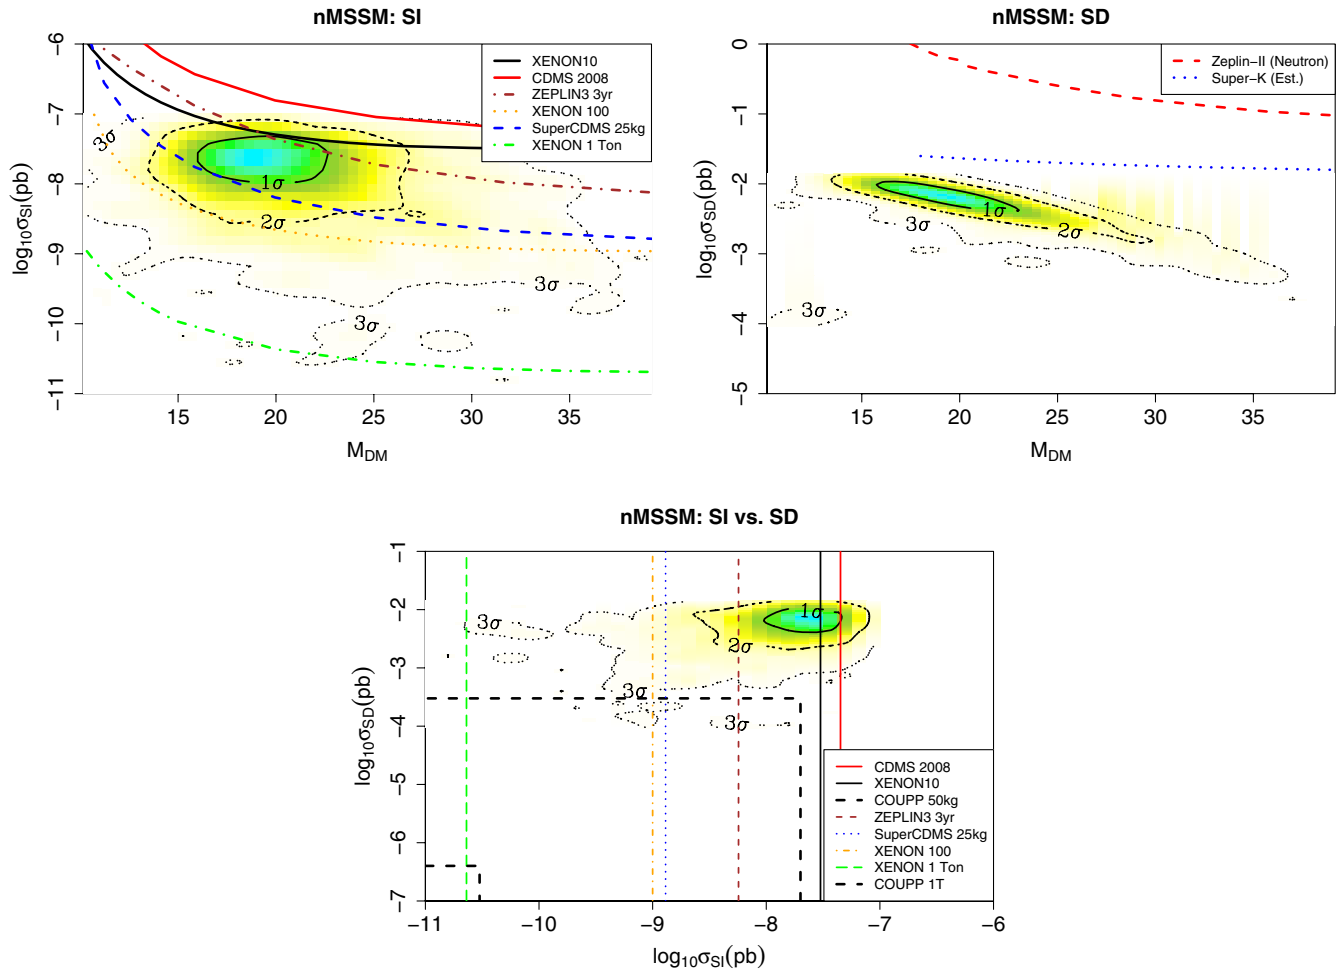 nMSSM: SI
log10σSI(pb)
−6
−7
−8
−9
−10
−11
15
20
25
30
35
MDM
XENON10
CDMS 2008
ZEPLIN3 3yr
XENON 100
SuperCDMS 25kg
XENON 1 Ton
3σ
1σ
2σ
3σ
3σ
nMSSM: SD
log10σSD(pb)
0
−1
−2
−3
−4
−5
15
20
25
30
35
MDM
Zeplin−II (Neutron)
Super−K (Est.)
1σ
3σ
2σ
3σ
nMSSM: SI vs. SD
log10σSD(pb)
−1
−2
−3
−4
−5
−6
−7
1σ
3σ
2σ
3σ
3σ
CDMS 2008
XENON10
COUPP 50kg
ZEPLIN3 3yr
SuperCDMS 25kg
XENON 100
XENON 1 Ton
COUPP 1T
−11
−10
−9
−8
−7
−6
log10σSI(pb)